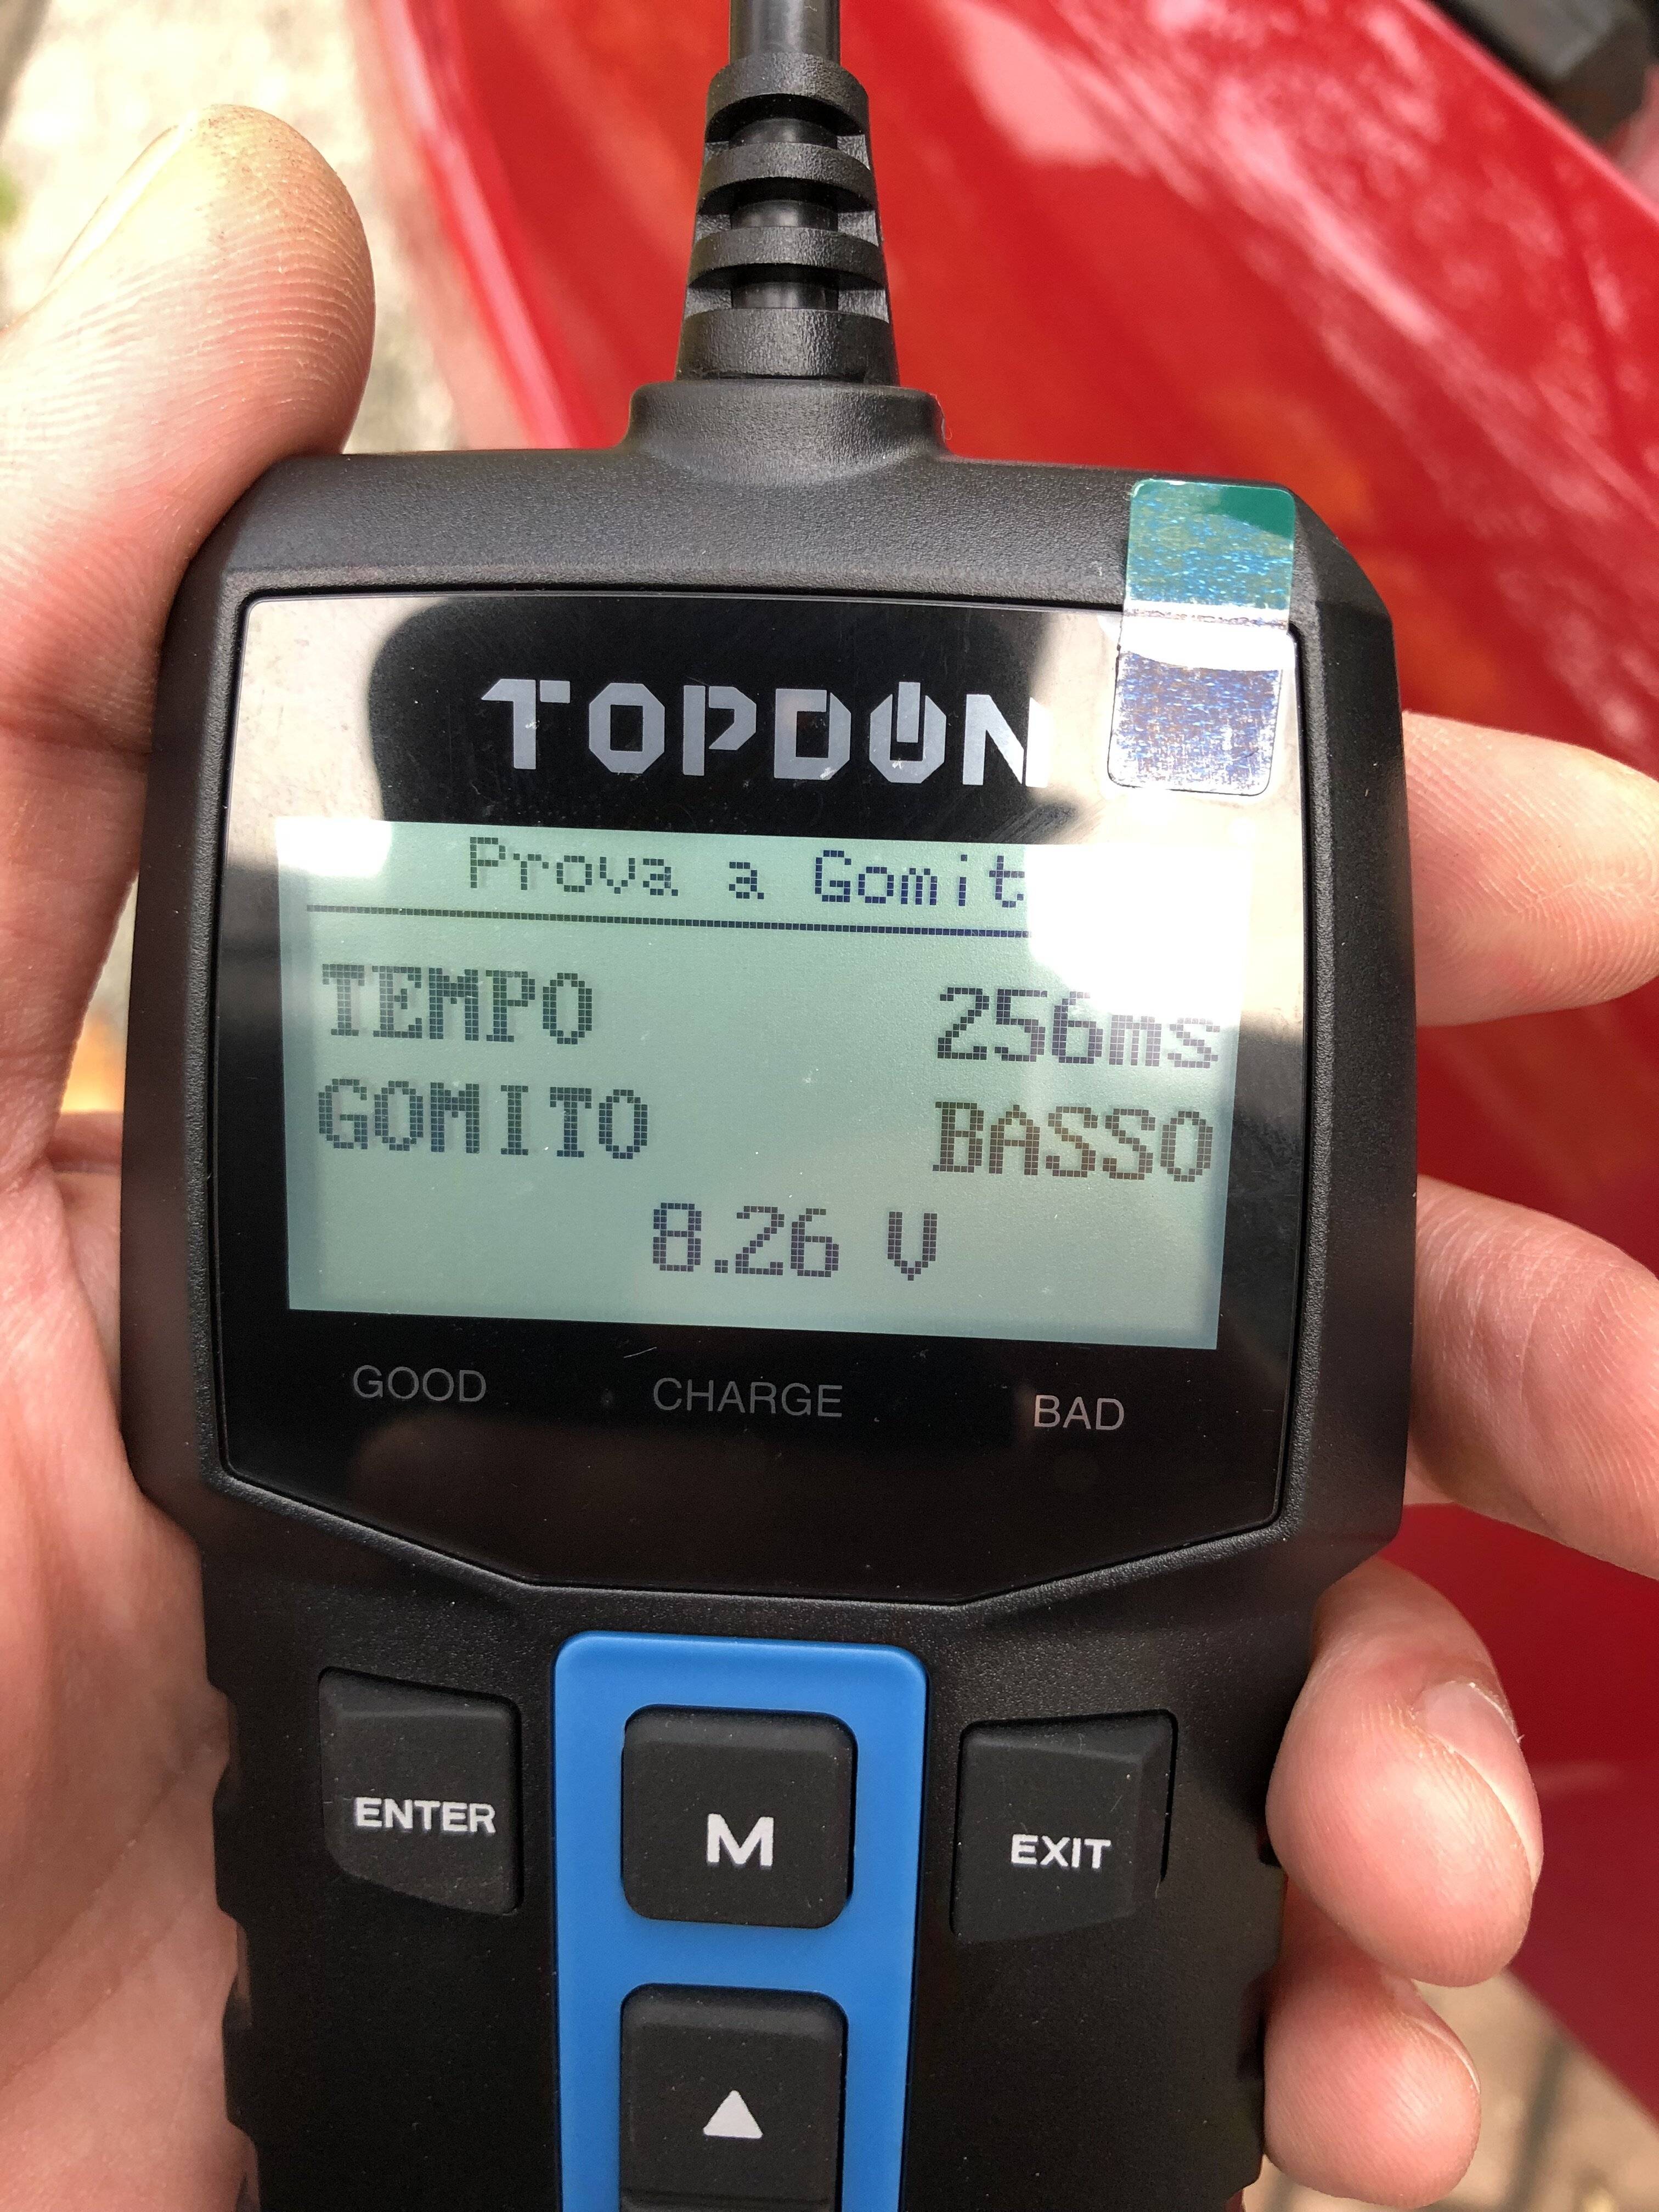 TOPDON
Prova a Gomit
TEMPO 256ms
GOMITO BASSO
8.26 V
GOOD CHARGE BAD
ENTER M EXIT